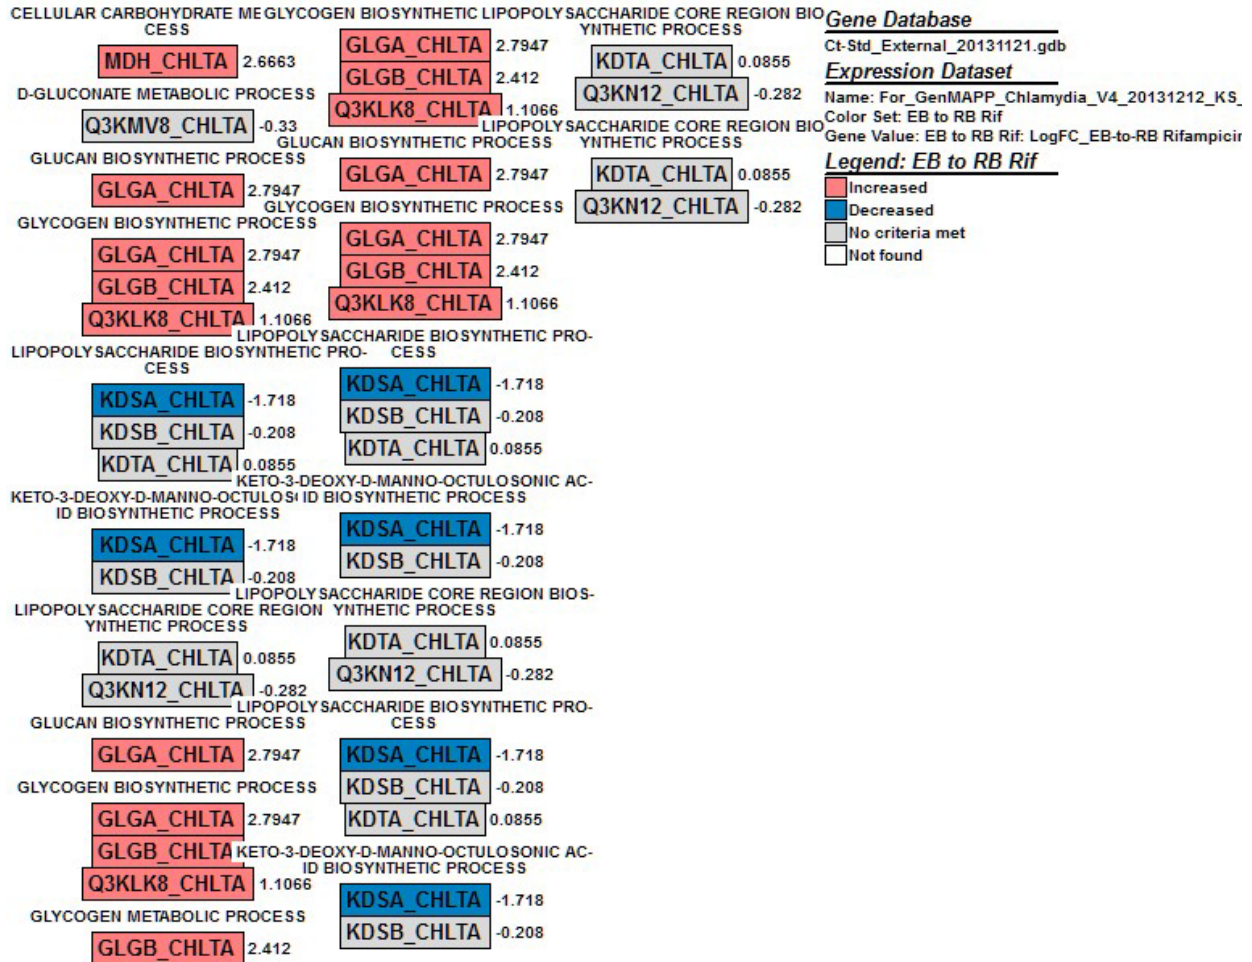 CELLULAR CARBOHYDRATE ME
CESS
MDH_CHLTA 2.6663
D-GLUCONATE METABOLIC PROCESS
Q3KMV8_CHLTA -0.33
GLUCAN BIOSYNTHETIC PROCESS
GLGA_CHLTA 2.7947
GLYCOGEN BIOSYNTHETIC PROCESS
GLGA_CHLTA 2.7947
GLGB_CHLTA 2.412
Q3KLK8_CHLTA 1.1066
LIPOPOLYSACCHARIDE BIOSYNTHETIC PRO-
CESS
KDSA_CHLTA -1.718
KDSB_CHLTA -0.208
KDTA_CHLTA 0.0855
KETO-3-DEOXY-D-MANNO-OCTULOS
ID BIOSYNTHETIC PROCESS
KDSA_CHLTA -1.718
KDSB_CHLTA -0.208
LIPOPOLYSACCHARIDE CORE REGION
YNTHETIC PROCESS
KDTA_CHLTA 0.0855
Q3KN12_CHLTA -0.282
GLUCAN BIOSYNTHETIC PROCESS
GLGA_CHLTA 2.7947
GLYCOGEN BIOSYNTHETIC PROCESS
GLGA_CHLTA 2.7947
GLGB_CHLTA
Q3KLK8_CHLTA 1.1066
GLYCOGEN METABOLIC PROCESS
GLGB_CHLTA 2.412
GLYCOGEN BIOSYNTHETIC
GLGA_CHLTA 2.7947
GLGB_CHLTA 2.412
Q3KLK8_CHLTA 1.1066
GLUCAN BIOSYNTHETIC PROCESS
GLGA_CHLTA 2.7947
GLYCOGEN BIOSYNTHETIC PROCESS
GLGA_CHLTA 2.7947
GLGB_CHLTA 2.412
Q3KLK8_CHLTA 1.1066
LIPOPOLYSACCHARIDE BIOSYNTHETIC PRO-
CESS
KDSA_CHLTA -1.718
KDSB_CHLTA -0.208
KDTA_CHLTA 0.0855
KETO-3-DEOXY-D-MANNO-OCTULOSONIC AC-
ID BIOSYNTHETIC PROCESS
KDSA_CHLTA -1.718
KDSB_CHLTA -0.208
LIPOPOLYSACCHARIDE CORE REGION BIOS-
YNTHETIC PROCESS
KDTA_CHLTA 0.0855
Q3KN12_CHLTA -0.282
LIPOPOLYSACCHARIDE BIOSYNTHETIC PRO-
CESS
KDSA_CHLTA -1.718
KDSB_CHLTA -0.208
KDTA_CHLTA 0.0855
KETO-3-DEOXY-D-MANNO-OCTULOSONIC AC-
ID BIOSYNTHETIC PROCESS
KDSA_CHLTA -1.718
KDSB_CHLTA -0.208
LIPOPOLYSACCHARIDE CORE REGION BIO
YNTHETIC PROCESS
KDTA_CHLTA 0.0855
Q3KN12_CHLTA -0.282
LIPOPOLYSACCHARIDE CORE REGION BIO
YNTHETIC PROCESS
KDTA_CHLTA 0.0855
Q3KN12_CHLTA -0.282
Gene Database
Ct-Std_External_20131121.gdb
Expression Dataset
Name: For_GenMAPP_Chlamydia_V4_20131212_KS_
Color Set: EB to RB Rif
Gene Value: EB to RB Rif: LogFC_EB-to-RB Rifampicin
Legend: EB to RB Rif
Increased
Decreased
No criteria met
Not found